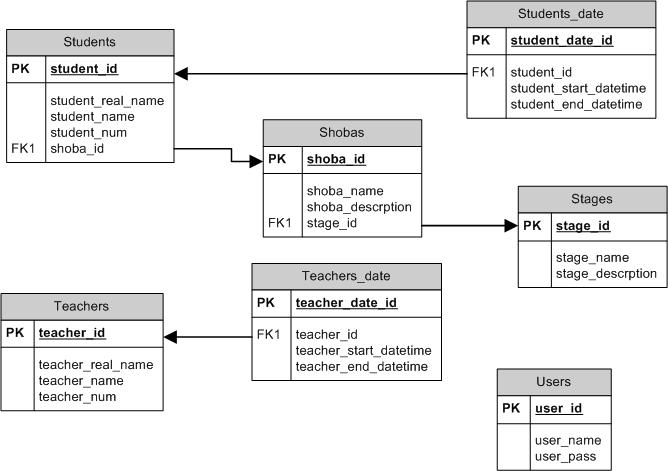 Students
PK student_id
student_real_name
student_name
student_num
FK1 shoba_id
Students_date
PK student_date_id
FK1 student_id
student_start_datetime
student_end_datetime
Shobas
PK shoba_id
shoba_name
shoba_descrption
FK1 stage_id
Stages
PK stage_id
stage_name
stage_descrption
Teachers
PK teacher_id
teacher_real_name
teacher_name
teacher_num
Teachers_date
PK teacher_date_id
FK1 teacher_id
teacher_start_datetime
teacher_end_datetime
Users
PK user_id
user_name
user_pass